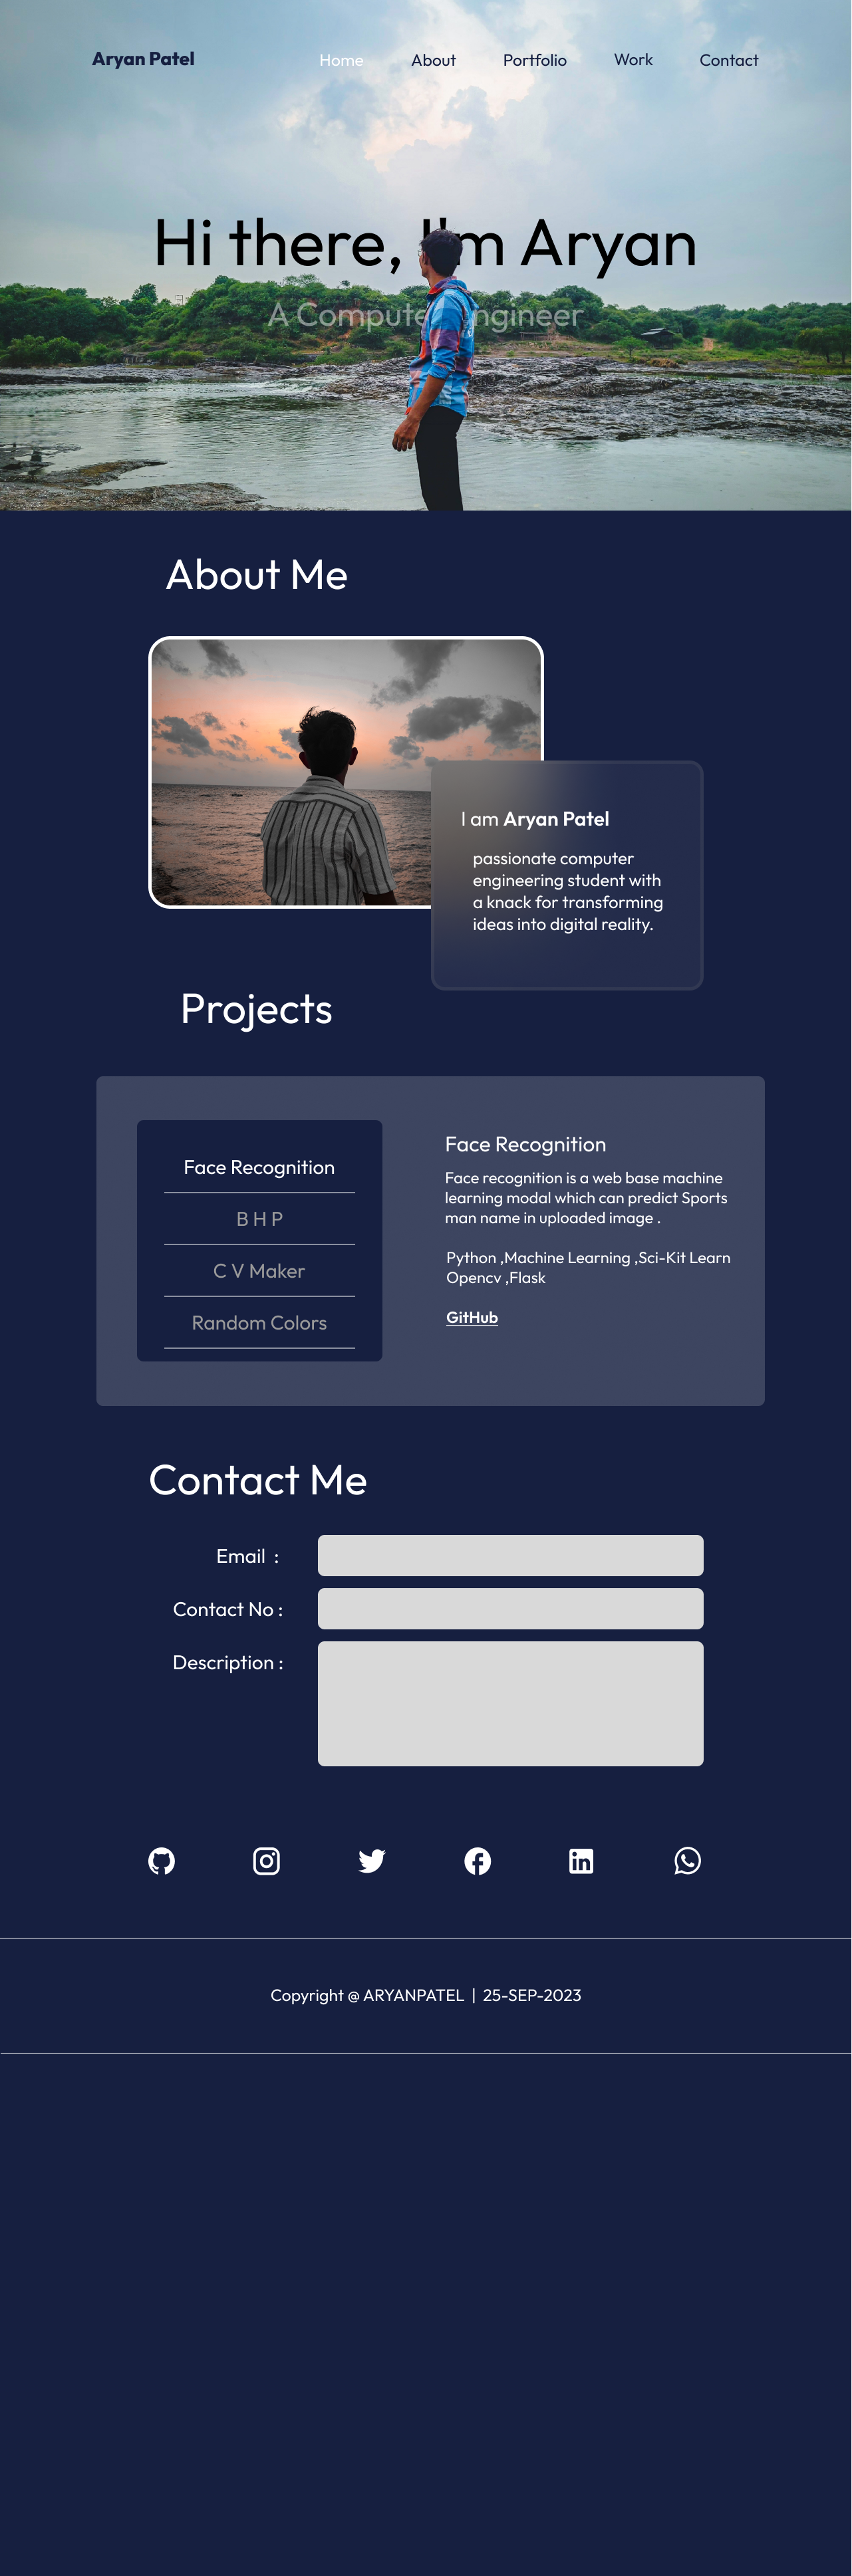 Aryan Patel
Home
About
Portfolio
Work
Contact
Hi there, I'm Aryan
A Compute ngineer
About Me
I am Aryan Patel
passionate computer
engineering student with
a knack for transforming
ideas into digital reality.
Projects
Face Recognition
B H P
C V Maker
Random Colors
Face Recognition
Face recognition is a web base machine
learning modal which can predict Sports
man name in uploaded image .
Python ,Machine Learning ,Sci-Kit Learn
Opencv ,Flask
GitHub
Contact Me
Email :
Contact No :
Description :
in
Copyright @ ARYANPATEL | 25-SEP-2023